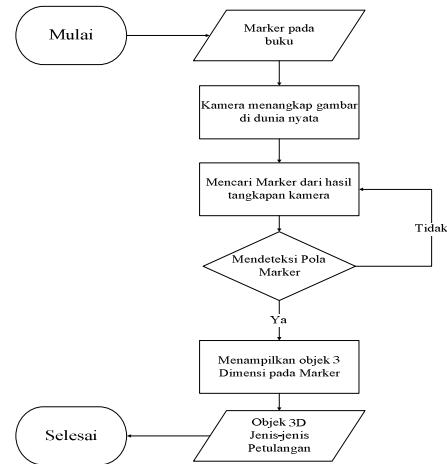 Mulai
Marker pada
buku
Kamera menangkap gambar
di dunia nyata
Mencari Marker dari hasil
tangkapan kamera
Tidak
Mendeteksi Pola
Marker
Ya
Menampilkan objek 3
Dimensi pada Marker
Objek 3D
Jenis-jenis
Petulangan
Selesai